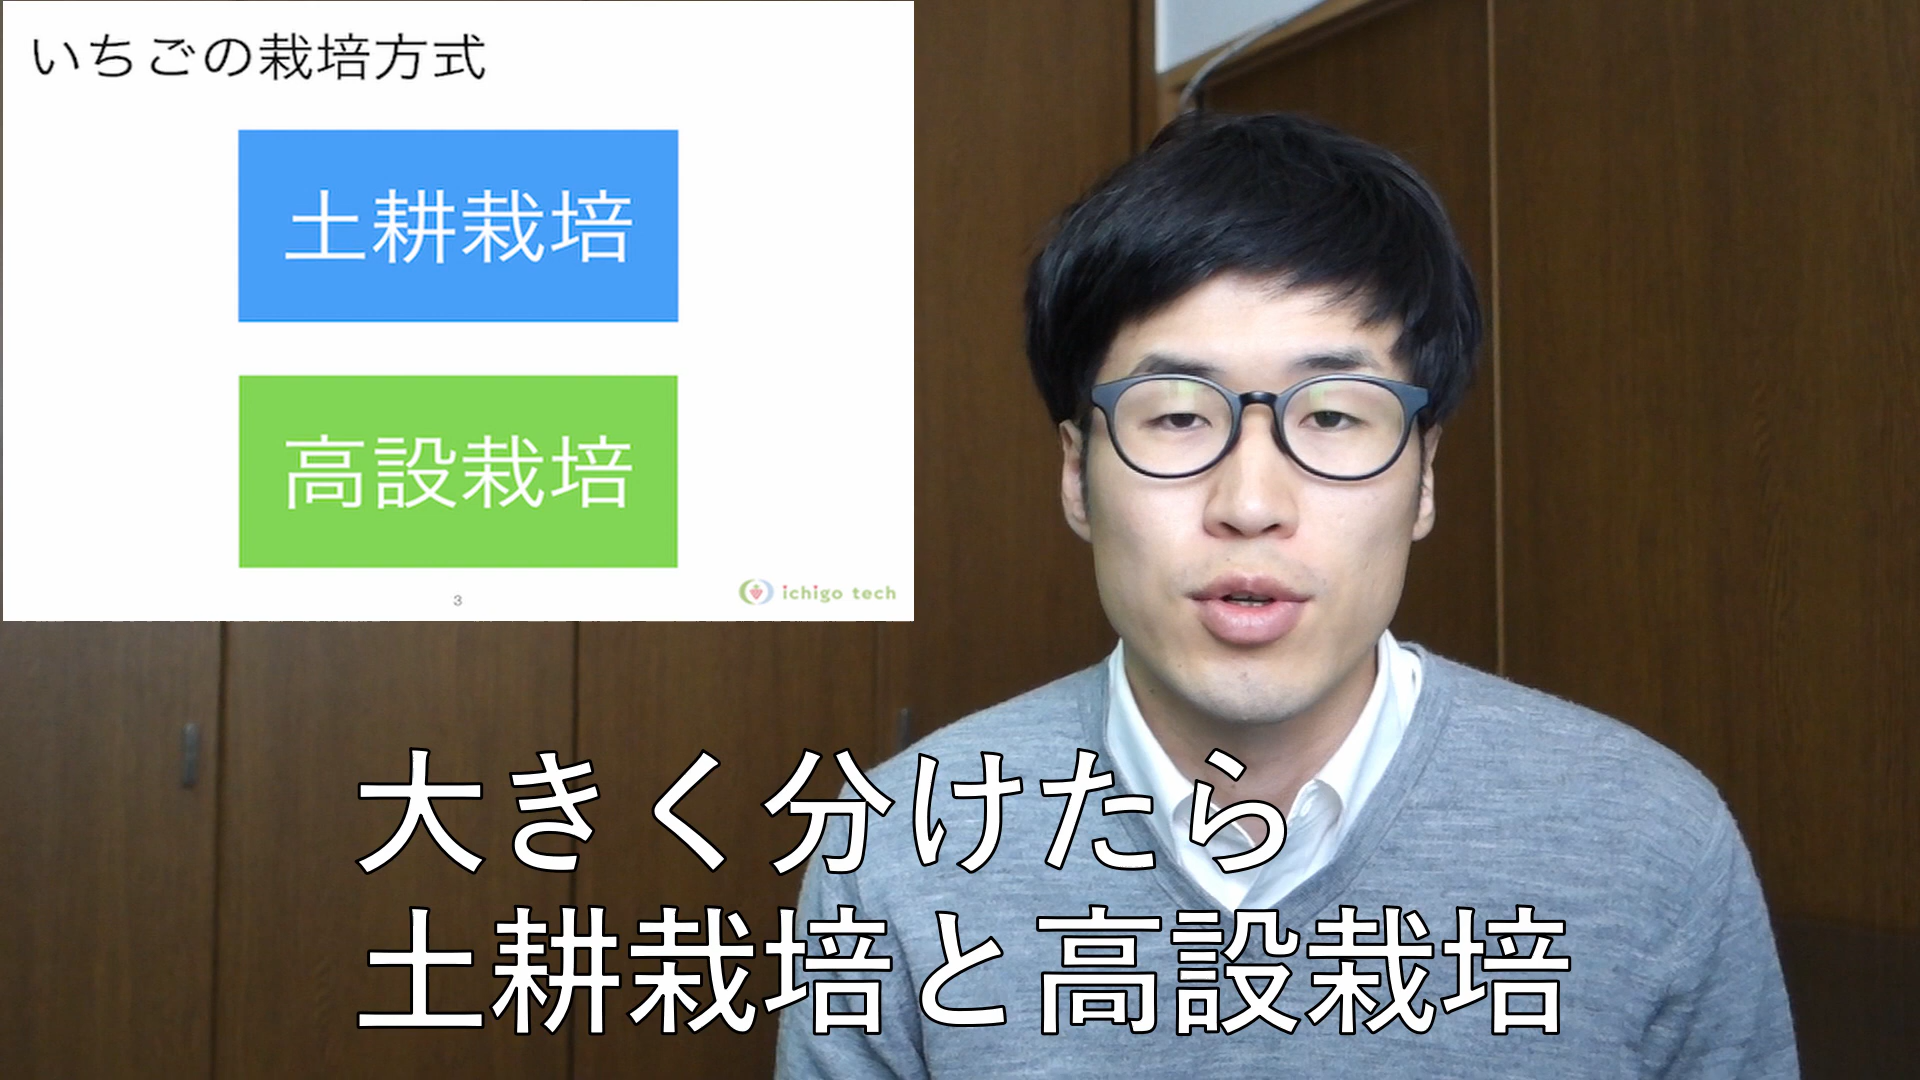 いちごの栽培方式
土耕栽培
高設栽培
3
ichigo tech
大きく分けたら
土耕栽培と高設栽培